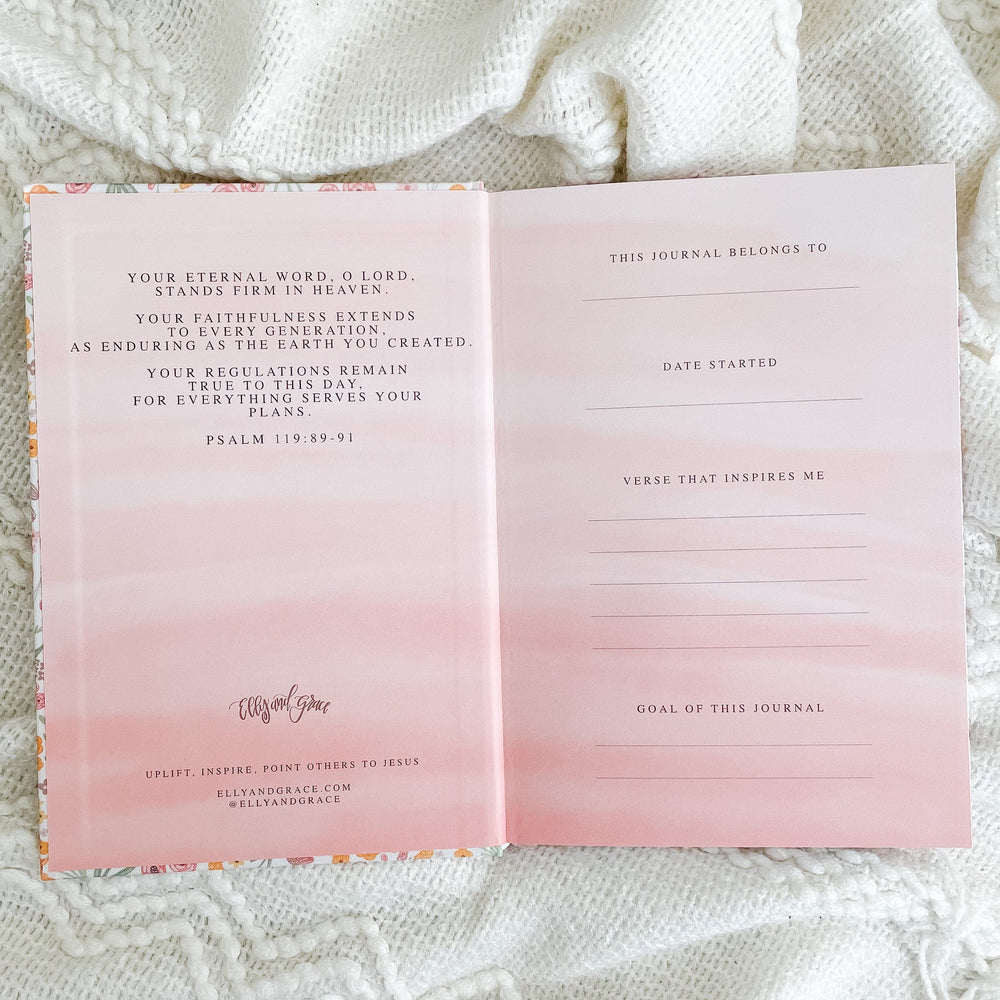 YOUR ETERNAL WORD, O LORD,
STANDS FIRM IN HEAVEN.
YOUR FAITHFULNESS EXTENDS
TO EVERY GENERATION,
AS ENDURING AS THE EARTH YOU CREATED.
YOUR REGULATIONS REMAIN
TRUE TO THIS DAY,
FOR EVERYTHING SERVES YOUR
PLANS.
PSALM 119:89-91
Elly and Grace
UPLIFT, INSPIRE, POINT OTHERS TO JESUS
ELLYANDGRACE.COM
@ELLYANDGRACE
THIS JOURNAL BELONGS TO
DATE STARTED
VERSE THAT INSPIRES ME
GOAL OF THIS JOURNAL